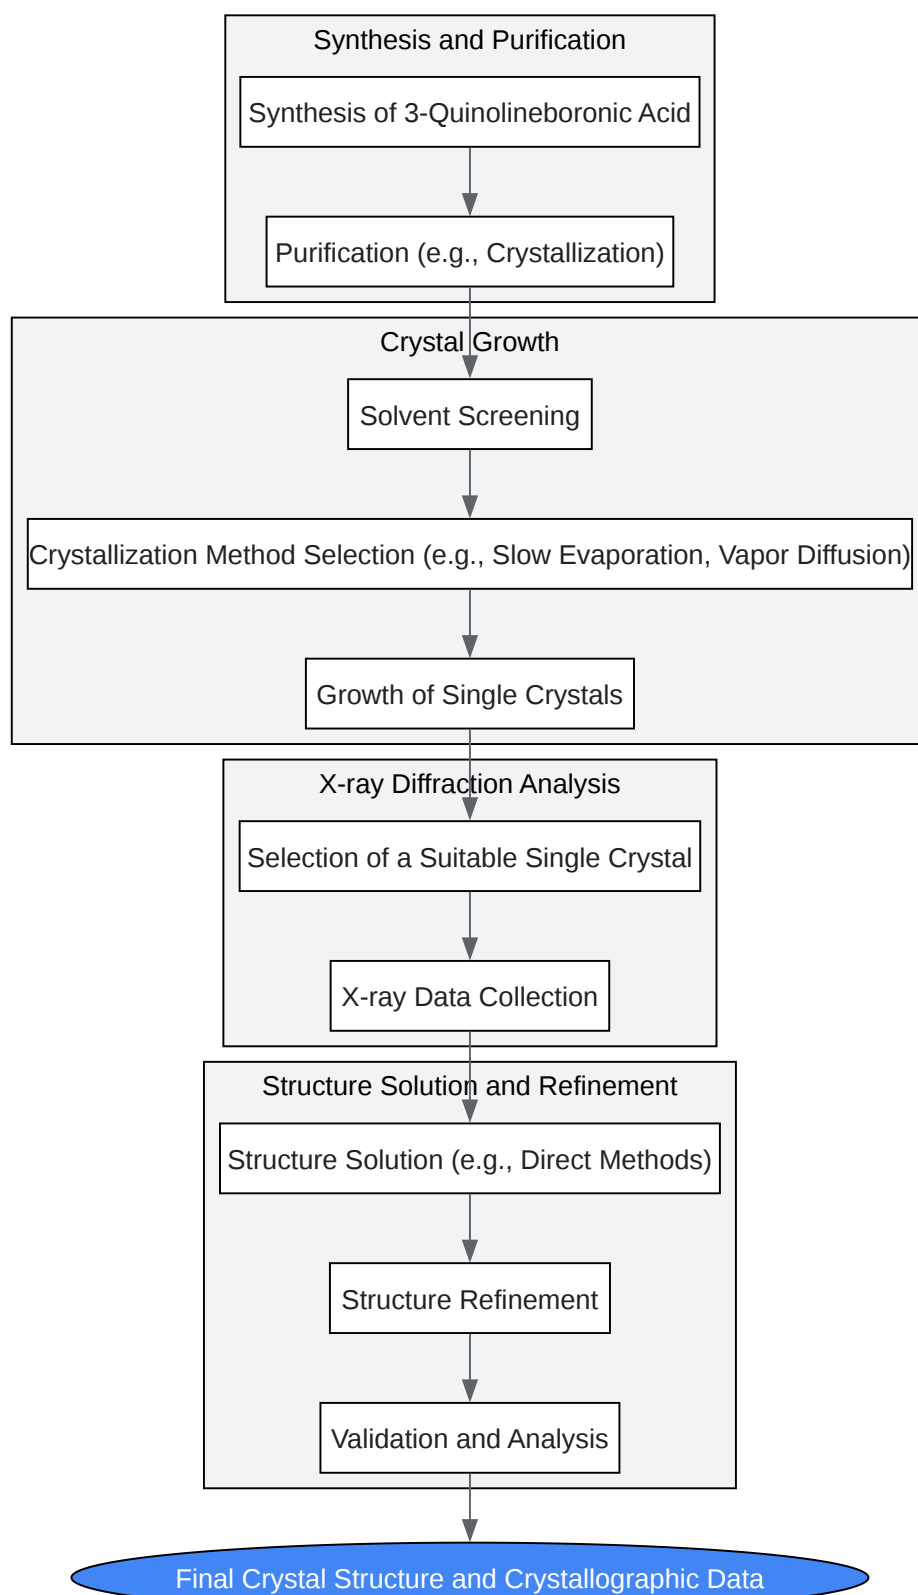 Synthesis and Purification
Synthesis of 3-Quinolineboronic Acid
Purification (e.g., Crystallization)
Crystal Growth
Solvent Screening
Crystallization Method Selection (e.g., Slow Evaporation, Vapor Diffusion)
Growth of Single Crystals
X-ray Diffraction Analysis
Selection of a Suitable Single Crystal
X-ray Data Collection
Structure Solution and Refinement
Structure Solution (e.g., Direct Methods)
Structure Refinement
Validation and Analysis
Final Crystal Structure and Crystallographic Data